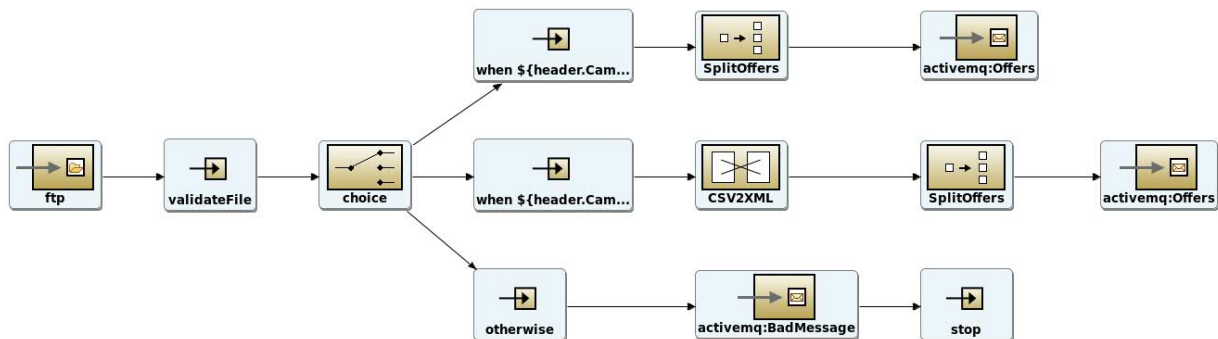 when ${header.Cam...
SplitOffers
activemq:Offers
ftp
validateFile
choice
when ${header.Cam...
CSV2XML
SplitOffers
activemq:Offers
otherwise
activemq:BadMessage
stop